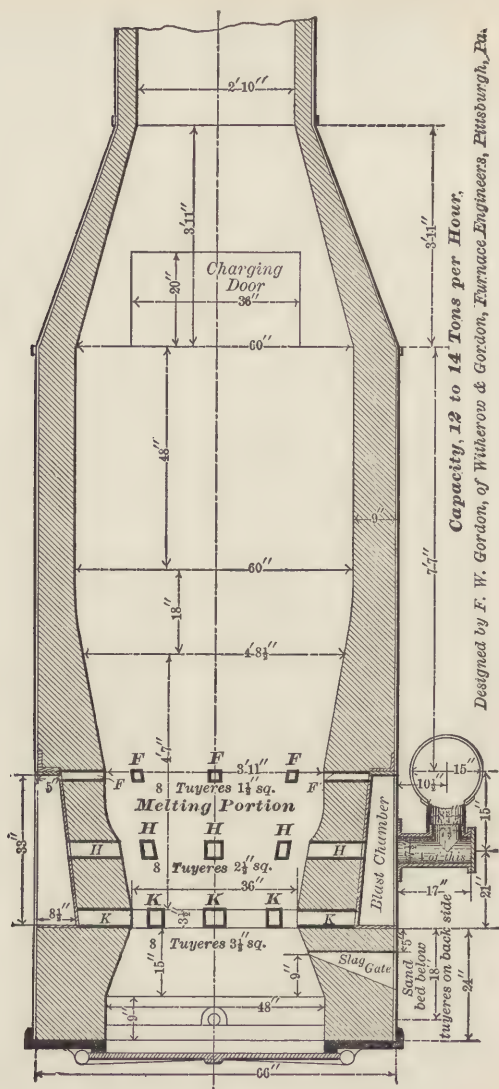 2'10"
3'11"
3'11"
Charging
Door
20"
36"
60"
48"
9"
60"
18"
4'8½"
7'7"
4'7"
F F F
3'11"
F F
8 Tuyeres 1½" sq.
Melting Portion
5"
33"
H H H
H H
8 Tuyeres 2½" sq.
36"
8½"
3½"
K K K
K K
8 Tuyeres 3½" sq.
Blast Chamber
15"
10½"
15"
of this
17"
21"
15"
Slag
Gate
9"
5"
18"
24"
Sand
bed below
tuyeres on back side
48"
9"
66"
Capacity, 12 to 14 Tons per Hour,
Designed by F. W. Gordon, of Witherow & Gordon, Furnace Engineers, Pittsburgh, Pa.